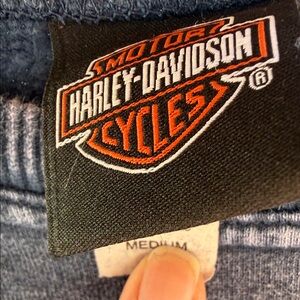 MOTOR
HARLEY-DAVIDSON
®
CYCLES
MEDIUM